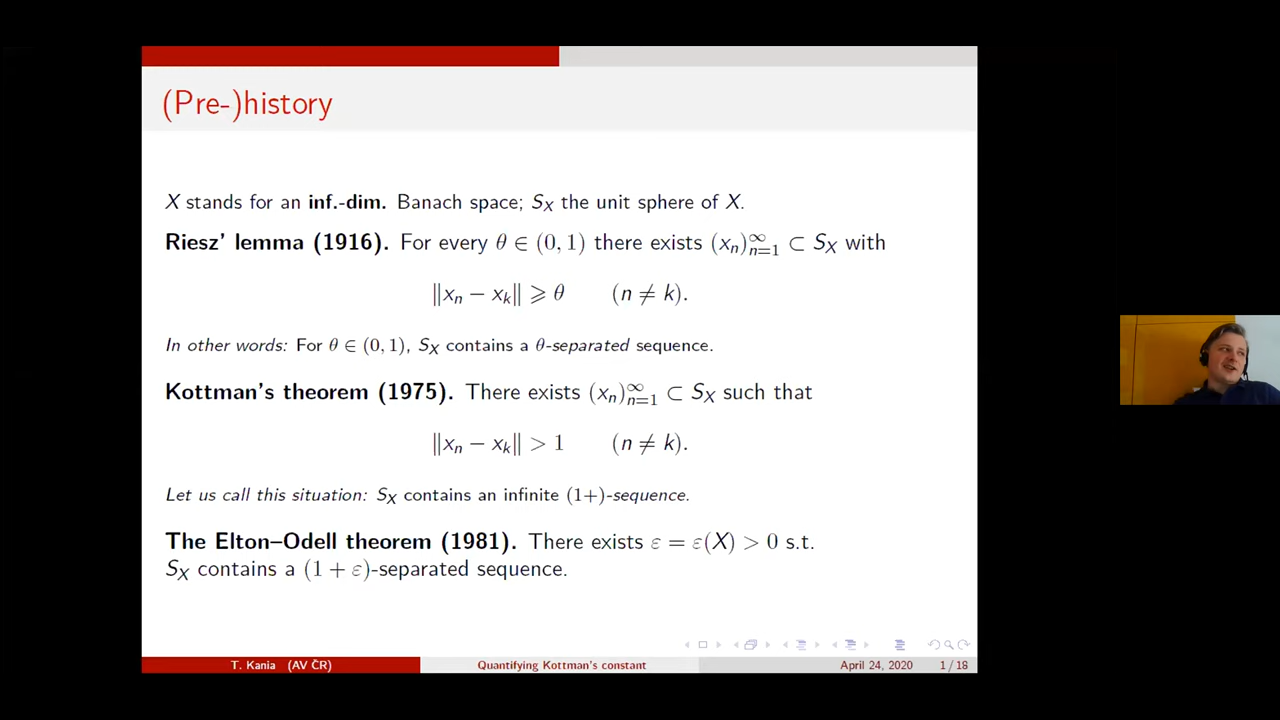 (Pre-)history
X stands for an inf.-dim. Banach space; S_X the unit sphere of X.
Riesz' lemma (1916). For every θ ∈ (0, 1) there exists (x_n)_{n=1}^∞ ⊂ S_X with
‖x_n − x_k‖ ⩾ θ (n ≠ k).
In other words: For θ ∈ (0, 1), S_X contains a θ-separated sequence.
Kottman's theorem (1975). There exists (x_n)_{n=1}^∞ ⊂ S_X such that
‖x_n − x_k‖ > 1 (n ≠ k).
Let us call this situation: S_X contains an infinite (1+)-sequence.
The Elton–Odell theorem (1981). There exists ε = ε(X) > 0 s.t.
S_X contains a (1 + ε)-separated sequence.
T. Kania (AV ČR) Quantifying Kottman's constant April 24, 2020 1 / 18